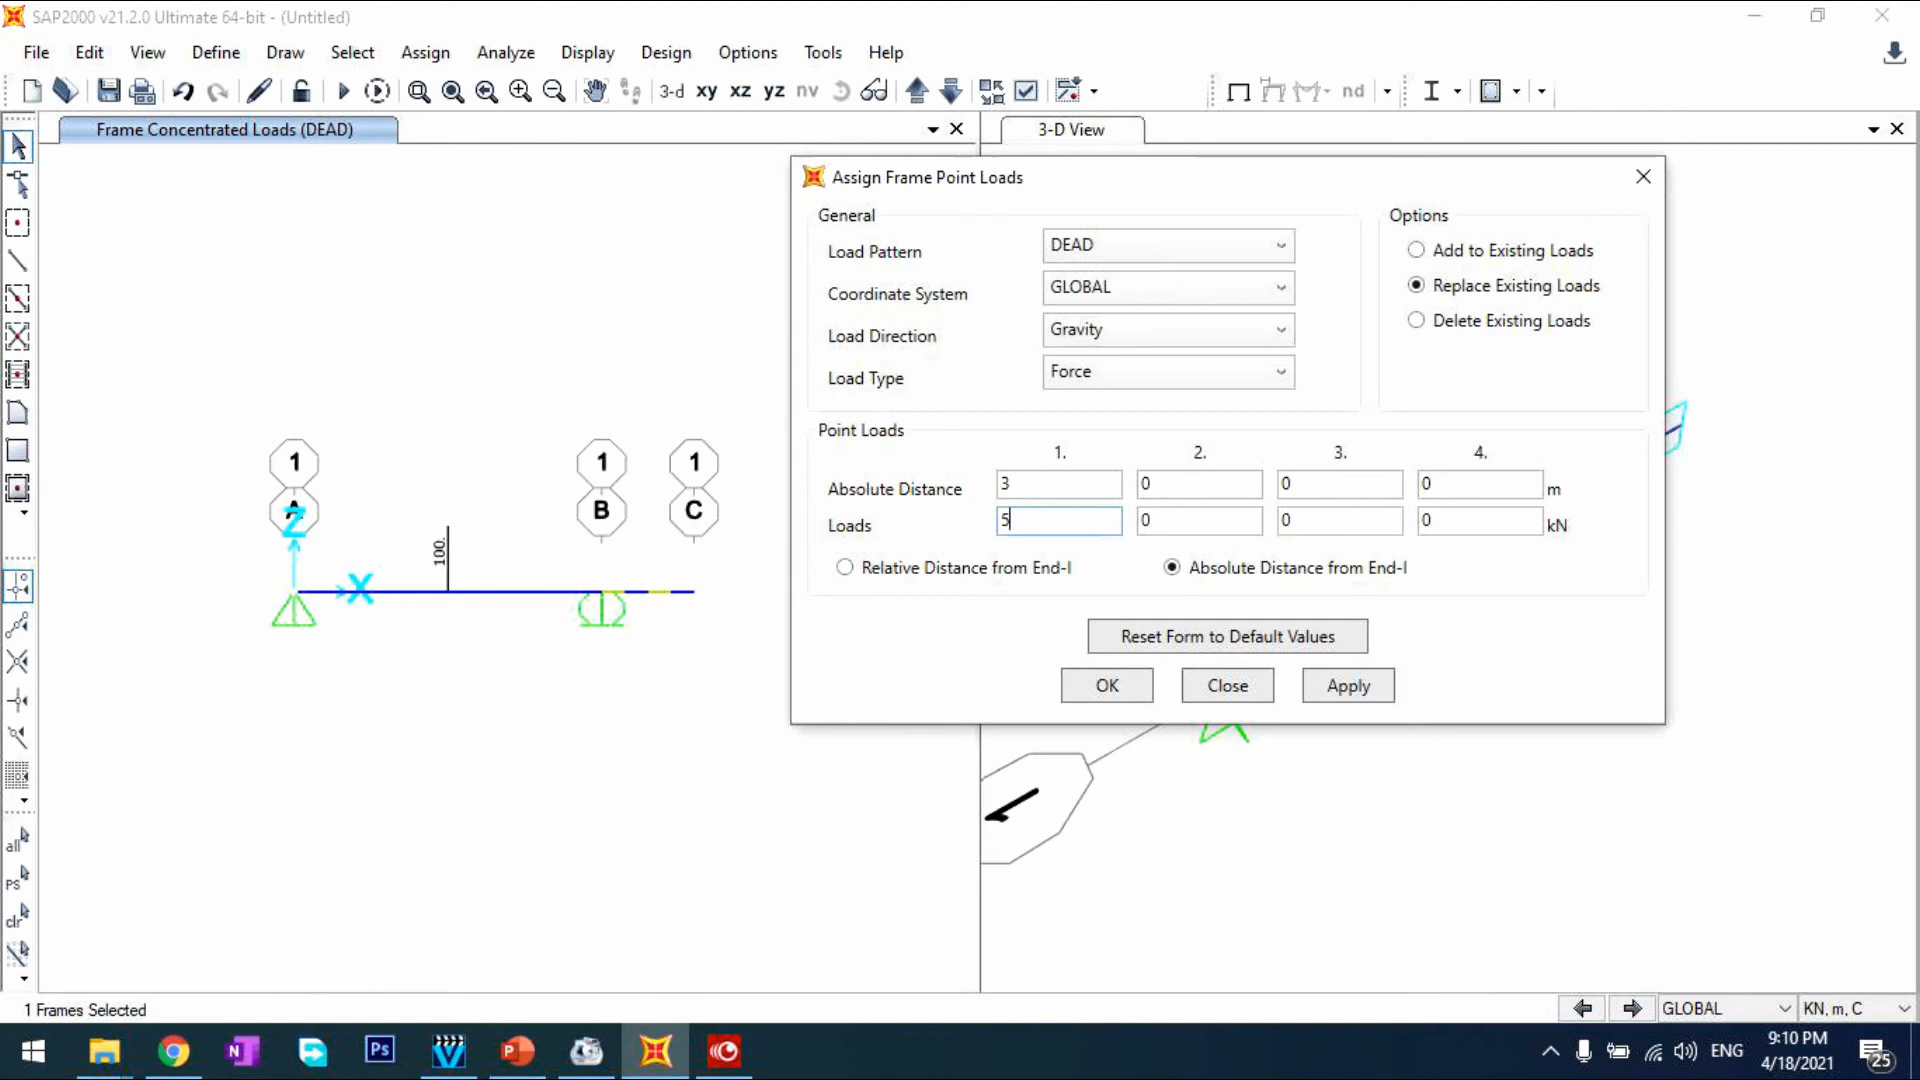 SAP2000 v21.2.0 Ultimate 64-bit - (Untitled)
File Edit View Define Draw Select Assign Analyze Display Design Options Tools Help
3-d xy xz yz nv nd
Frame Concentrated Loads (DEAD)
3-D View
Assign Frame Point Loads
General
Load Pattern DEAD
Coordinate System GLOBAL
Load Direction Gravity
Load Type Force
Options
Add to Existing Loads
Replace Existing Loads
Delete Existing Loads
Point Loads
1. 2. 3. 4.
Absolute Distance 3 0 0 0 m
Loads 5 0 0 0 kN
Relative Distance from End-I Absolute Distance from End-I
Reset Form to Default Values
OK Close Apply
1 1 1
A B C
Z
X
100.
1
all
PS
clr
1 Frames Selected
GLOBAL KN, m, C
N Ps P
ENG
9:10 PM
4/18/2021
25